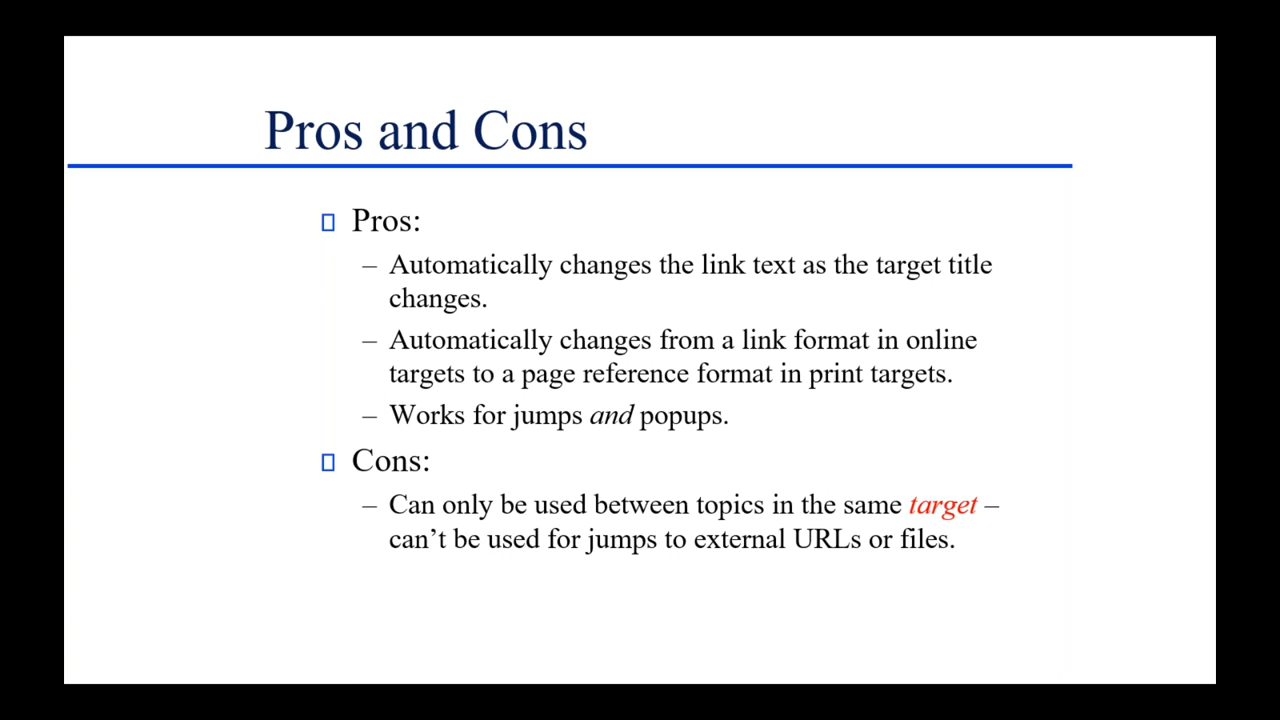 Pros and Cons
Pros:
– Automatically changes the link text as the target title
changes.
– Automatically changes from a link format in online
targets to a page reference format in print targets.
– Works for jumps and popups.
Cons:
– Can only be used between topics in the same target –
can’t be used for jumps to external URLs or files.